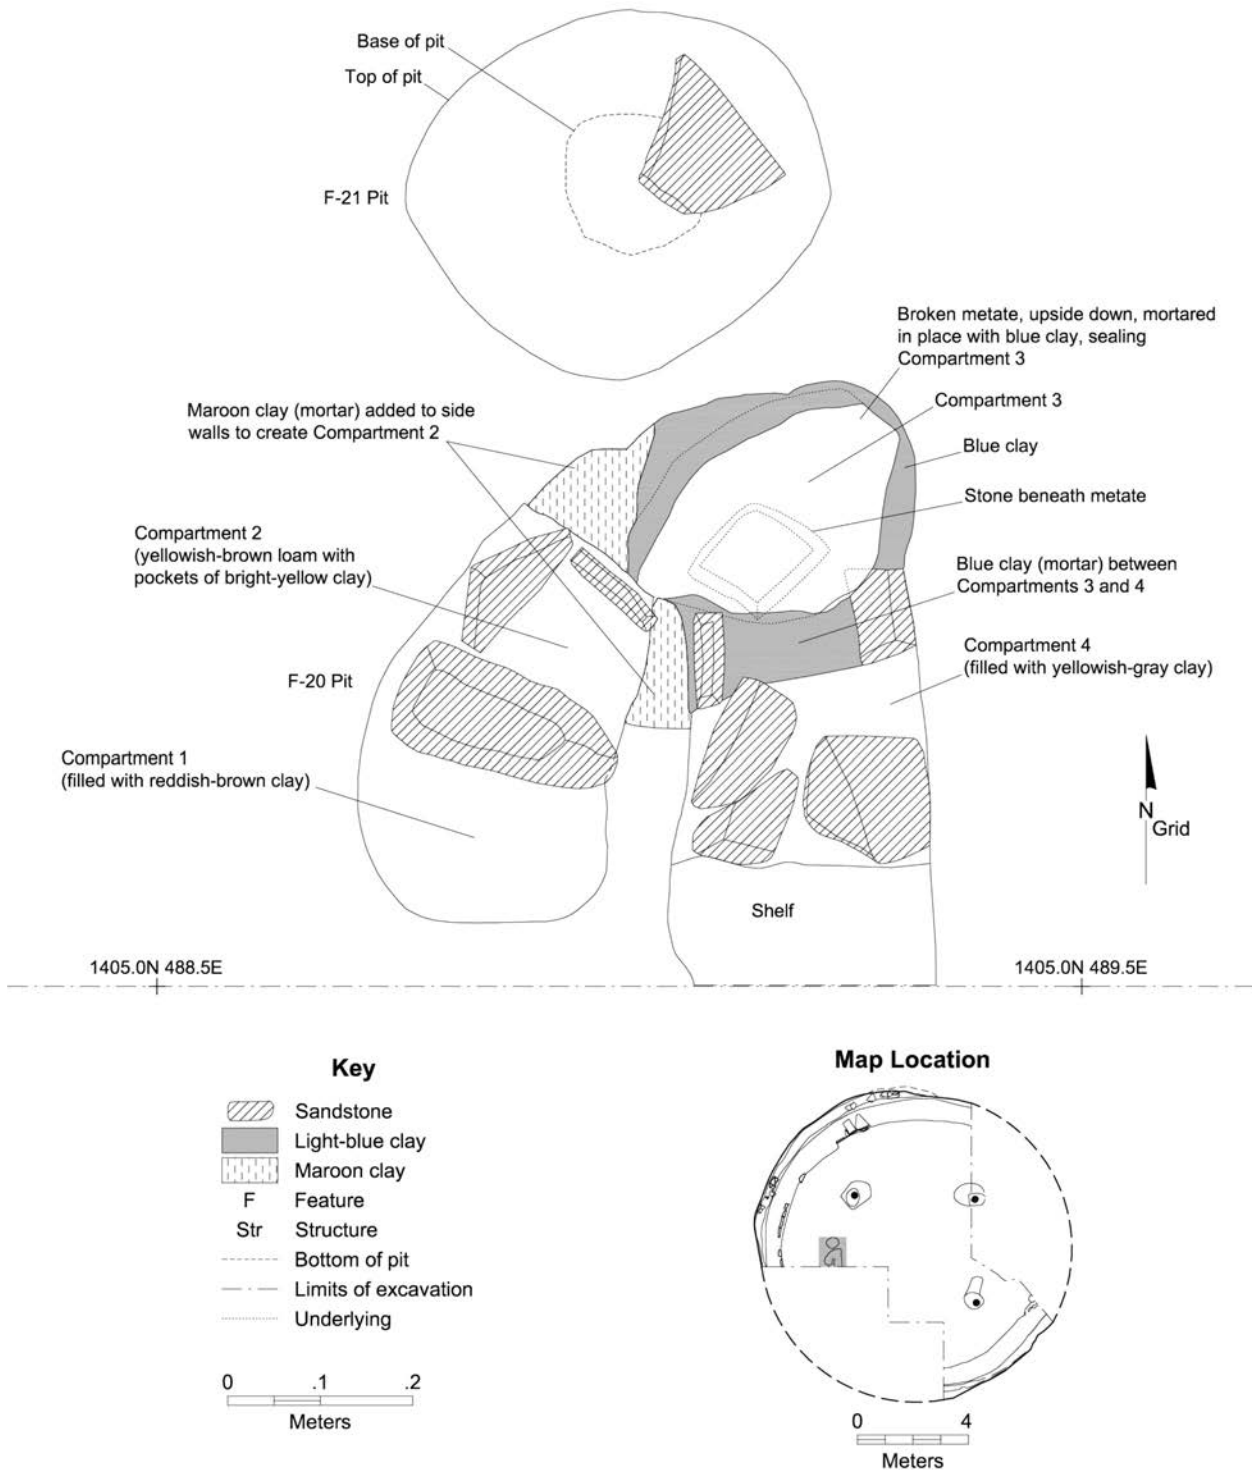 Base of pit
Top of pit
F-21 Pit
Broken metate, upside down, mortared
in place with blue clay, sealing
Compartment 3
Maroon clay (mortar) added to side
walls to create Compartment 2
Compartment 3
Blue clay
Stone beneath metate
Compartment 2
(yellowish-brown loam with
pockets of bright-yellow clay)
Blue clay (mortar) between
Compartments 3 and 4
Compartment 4
(filled with yellowish-gray clay)
F-20 Pit
Compartment 1
(filled with reddish-brown clay)
N
Grid
Shelf
1405.0N 488.5E
1405.0N 489.5E
Key
Sandstone
Light-blue clay
Maroon clay
F Feature
Str Structure
Bottom of pit
Limits of excavation
Underlying
0 .1 .2
Meters
Map Location
0 4
Meters